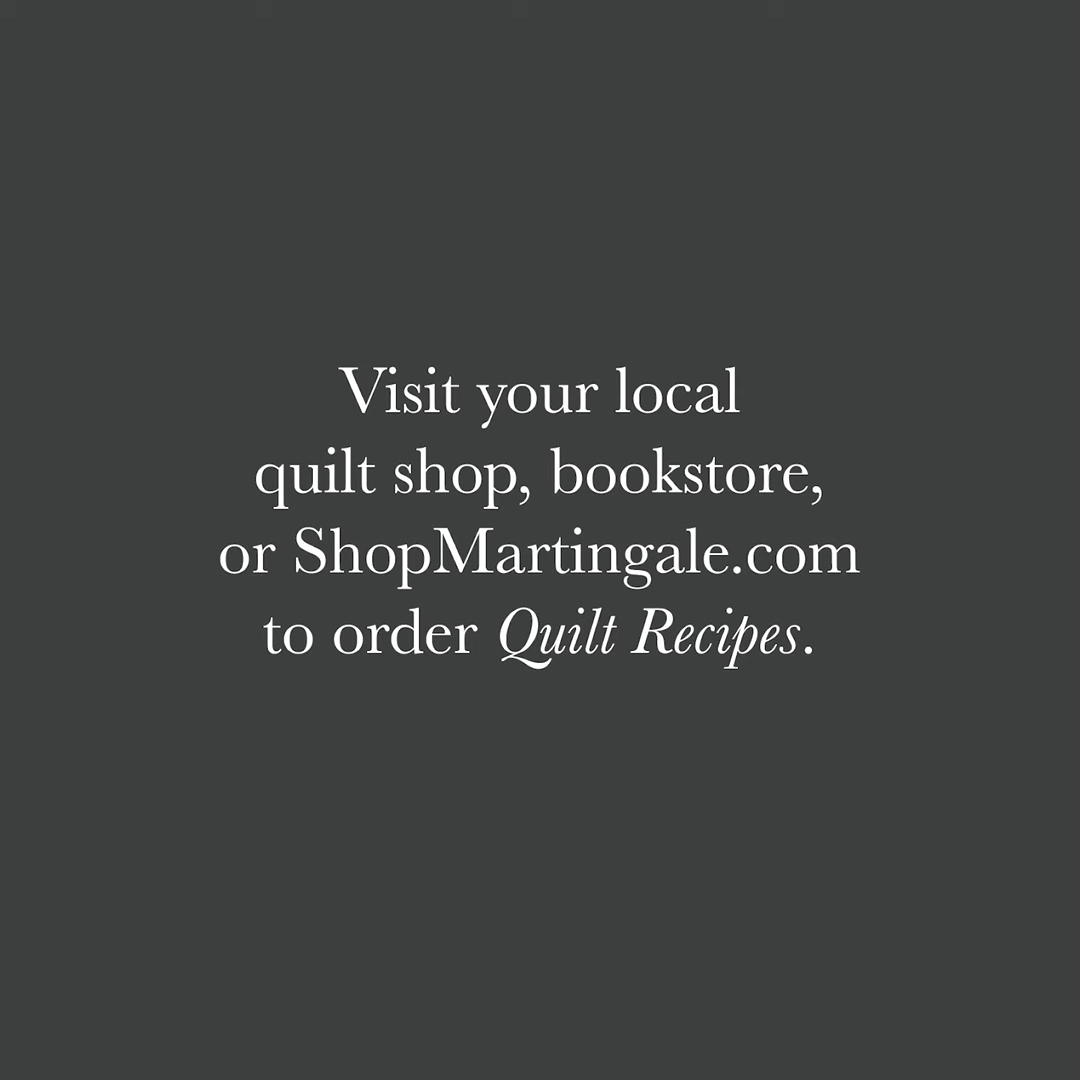 Visit your local
quilt shop, bookstore,
or ShopMartingale.com
to order Quilt Recipes.